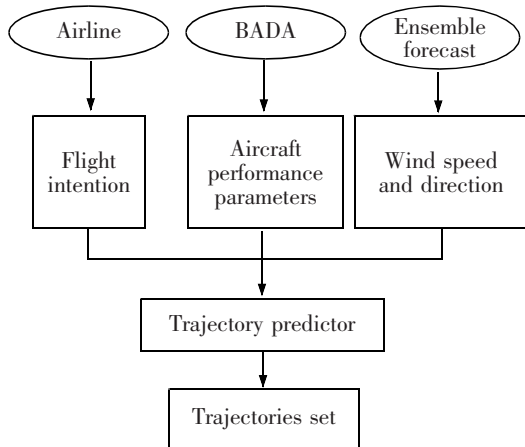 Airline
BADA
Ensemble
forecast
Flight
intention
Aircraft
performance
parameters
Wind speed
and direction
Trajectory predictor
Trajectories set